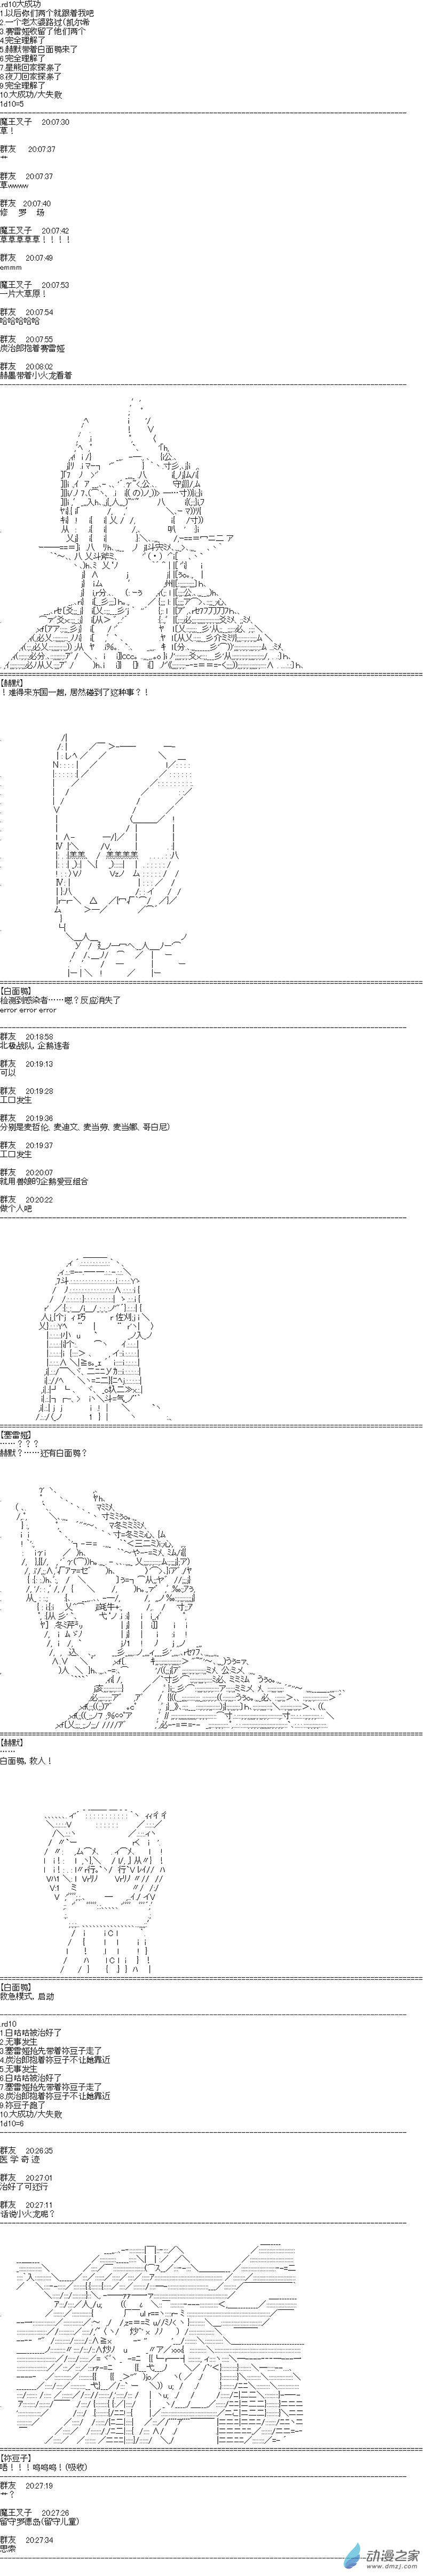 .rd10大成功
1.以后你们两个就跟着我吧
2.一个老太婆路过(凯尔希
3.赛雷娅收留了他们两个
4.完全理解了
5.赫默带着白面鸮来了
6.完全理解了
7.星熊回家探亲了
8.夜刀回家探亲了
9.完全理解了
10.大成功/大失败
1d10=5
魔王叉子 20:07:30
草！
群友 20:07:37
艹
群友 20:07:37
草wwww
群友 20:07:40
修 罗 场
魔王叉子 20:07:42
草草草草草！！！！
群友 20:07:49
emmm
魔王叉子 20:07:53
一片大草原！
群友 20:07:54
哈哈哈哈哈
群友 20:07:55
炭治郎抱着赛雷娅
群友 20:08:02
赫墨带着小火龙看着
【赫默】
！难得来东国一趟，居然碰到了这种事？！
【白面鸮】
检测到感染者……嗯？反应消失了
error error error
群友 20:18:58
北极战队，企鹅连者
群友 20:19:13
可以
群友 20:19:28
工口发生
群友 20:19:36
分别是麦哲伦，麦迪文，麦当劳，麦当娜，哥白尼）
群友 20:19:37
工口发生
群友 20:20:07
就用兽娘的企鹅爱豆组合
群友 20:20:22
做个人吧
【塞雷娅】
……？？？
赫默？……还有白面鸮？
【赫默】
……
白面鸮，救人！
【白面鸮】
救急模式，启动
.rd10
1.白咕咕被治好了
2.无事发生
3.塞雷娅抢先带着祢豆子走了
4.炭治郎抱着祢豆子不让她靠近
5.无事发生
6.白咕咕被治好了
7.塞雷娅抢先带着祢豆子走了
8.炭治郎抱着祢豆子不让她靠近
9.祢豆子跑了
10.大成功/大失败
1d10=6
群友 20:26:35
医 学 奇 迹
群友 20:27:01
治好了可还行
群友 20:27:11
话说小火龙呢？
【祢豆子】
唔！！！呜呜呜！(吸收)
群友 20:27:19
艹？
魔王叉子 20:27:26
留守罗德岛(留守儿童)
群友 20:27:34
思索
动漫之家
www.dmzj.com